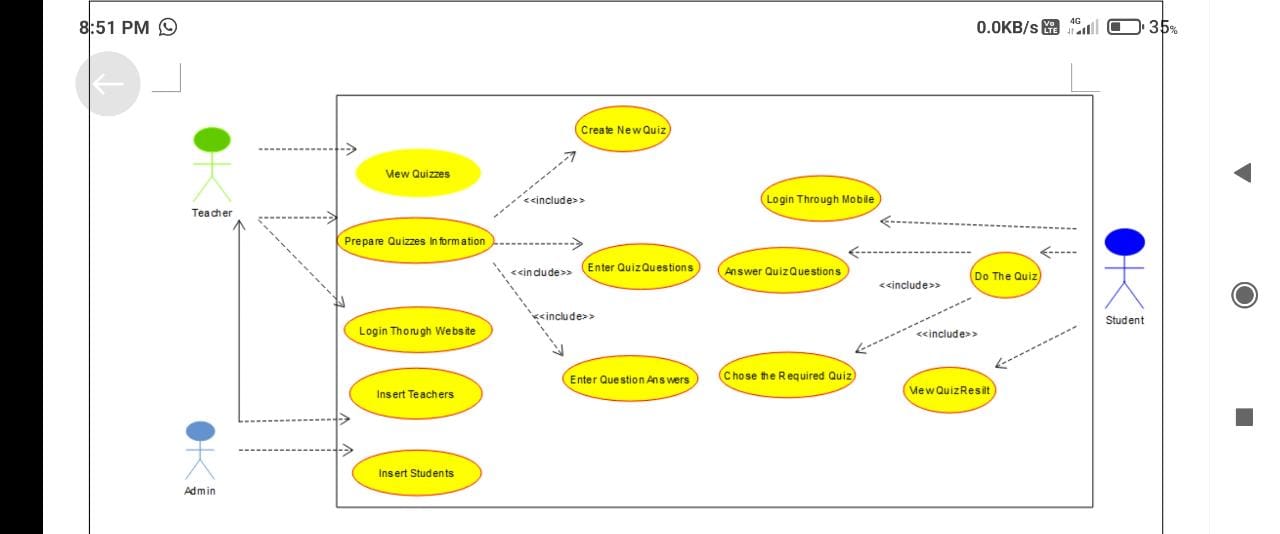 8:51 PM
0.0KB/s Vo LTE 4G 35%
Create New Quiz
View Quizzes
<<include>>
Login Through Mobile
Teacher
Prepare Quizzes Information
<<include>>
Enter Quiz Questions
Answer Quiz Questions
Do The Quiz
<<include>>
<<include>>
Login Thorugh Website
<<include>>
Student
Enter Question Answers
Chose the Required Quiz
View Quiz Resilt
Insert Teachers
Insert Students
Admin